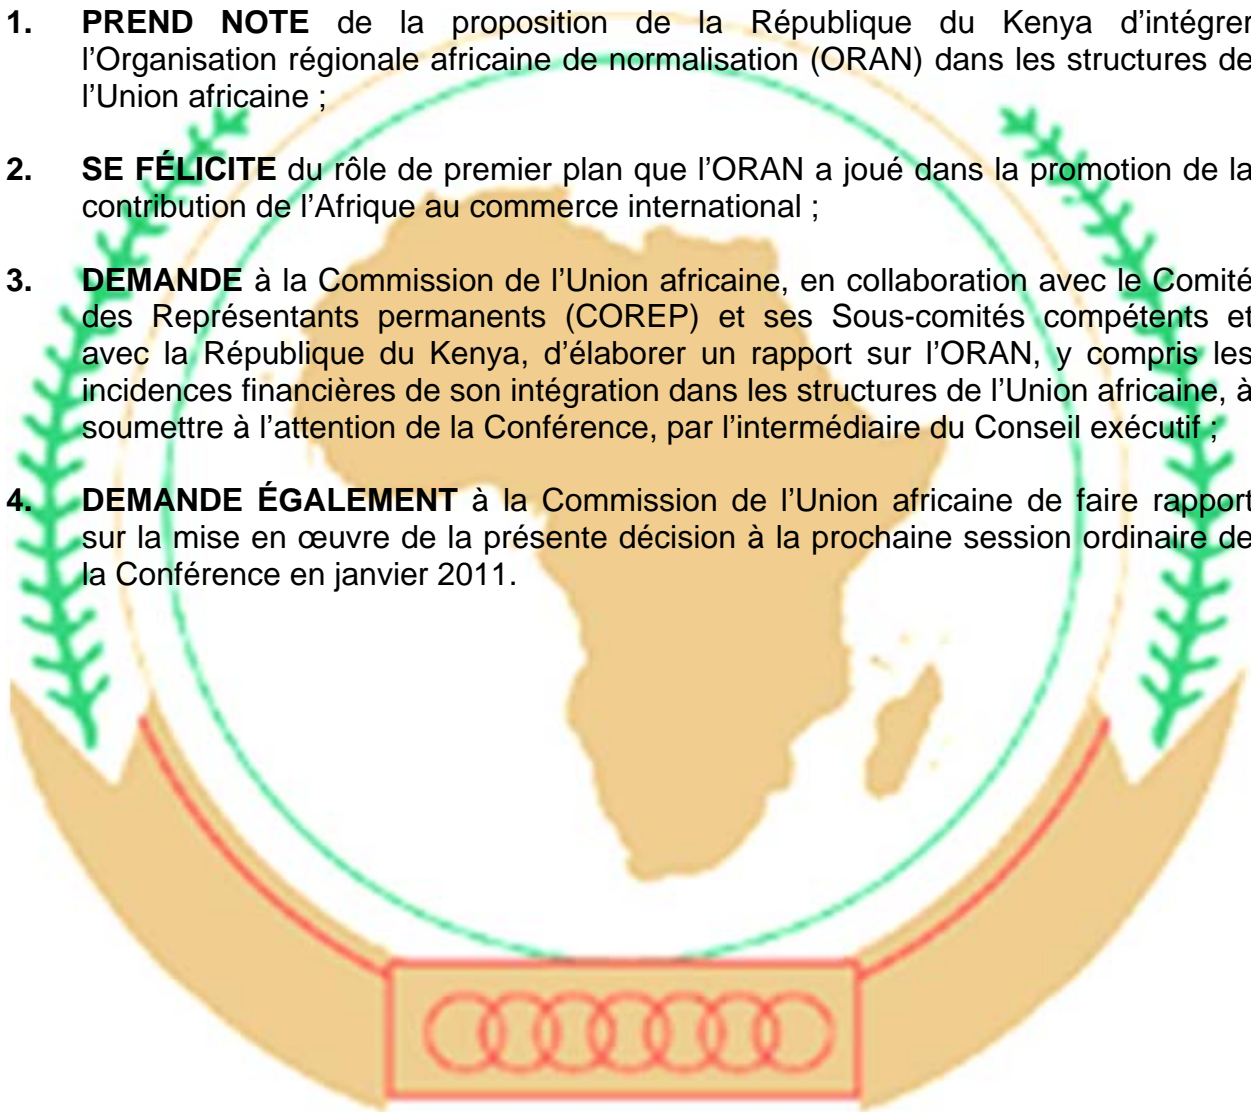 1. PREND NOTE de la proposition de la République du Kenya d’intégrer
l’Organisation régionale africaine de normalisation (ORAN) dans les structures de
l’Union africaine ;
2. SE FÉLICITE du rôle de premier plan que l’ORAN a joué dans la promotion de la
contribution de l’Afrique au commerce international ;
3. DEMANDE à la Commission de l’Union africaine, en collaboration avec le Comité
des Représentants permanents (COREP) et ses Sous-comités compétents et
avec la République du Kenya, d’élaborer un rapport sur l’ORAN, y compris les
incidences financières de son intégration dans les structures de l’Union africaine, à
soumettre à l’attention de la Conférence, par l’intermédiaire du Conseil exécutif ;
4. DEMANDE ÉGALEMENT à la Commission de l’Union africaine de faire rapport
sur la mise en œuvre de la présente décision à la prochaine session ordinaire de
la Conférence en janvier 2011.